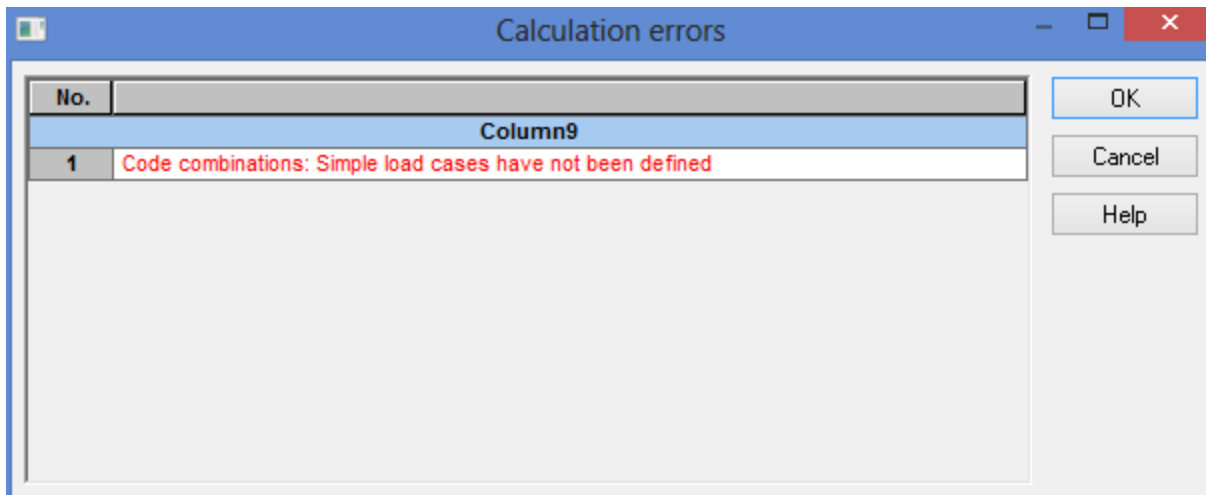 Calculation errors
No.
OK
Column9
1 Code combinations: Simple load cases have not been defined
Cancel
Help